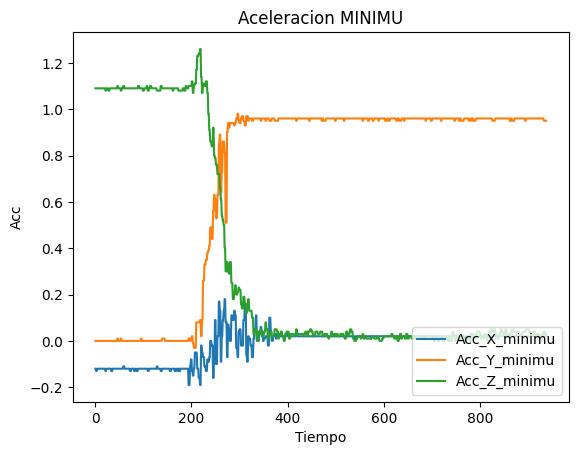 Aceleracion MINIMU
1.2
1.0
0.8
0.6
0.4
0.2
0.0
−0.2
Acc
0 200 400 600 800
Tiempo
Acc_X_minimu
Acc_Y_minimu
Acc_Z_minimu